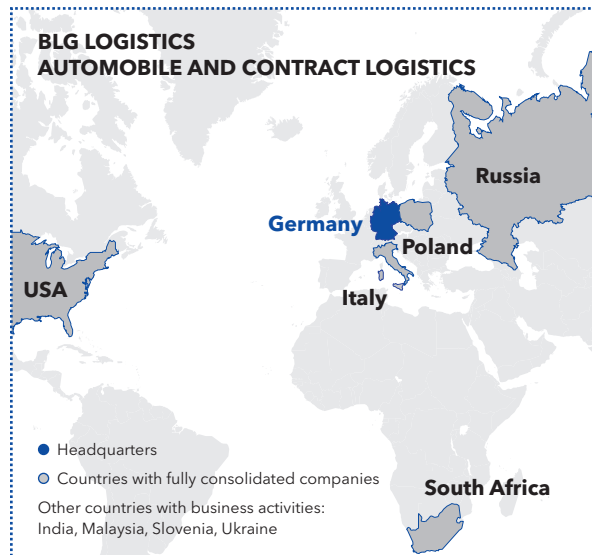 BLG LOGISTICS
AUTOMOBILE AND CONTRACT LOGISTICS
Russia
Germany
Poland
USA
Italy
Headquarters
Countries with fully consolidated companies
South Africa
Other countries with business activities:
India, Malaysia, Slovenia, Ukraine